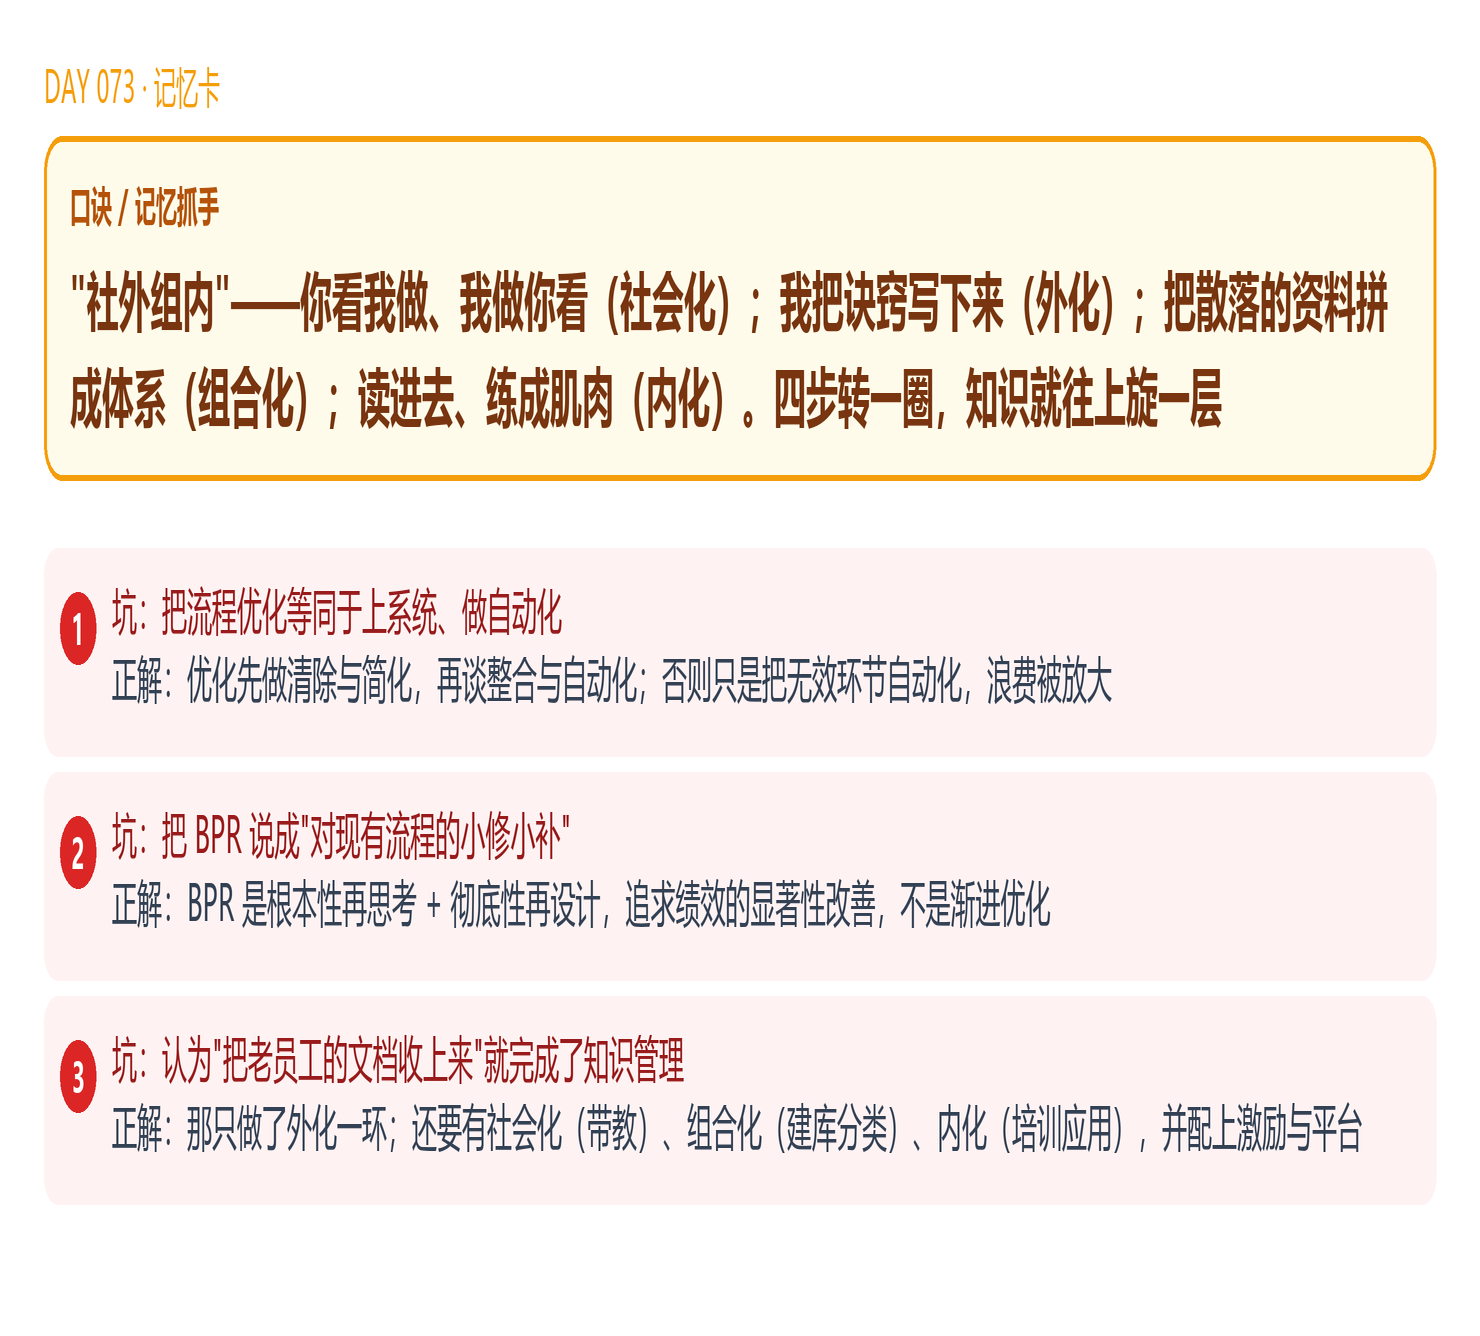 DAY 073 · 记忆卡
口诀 / 记忆抓手
"社外组内"——你看我做、我做你看（社会化）；我把诀窍写下来（外化）；把散落的资料拼
成体系（组合化）；读进去、练成肌肉（内化）。四步转一圈，知识就往上旋一层
1
坑：把流程优化等同于上系统、做自动化
正解：优化先做清除与简化，再谈整合与自动化；否则只是把无效环节自动化，浪费被放大
2
坑：把 BPR 说成"对现有流程的小修小补"
正解：BPR 是根本性再思考 + 彻底性再设计，追求绩效的显著性改善，不是渐进优化
3
坑：认为"把老员工的文档收上来"就完成了知识管理
正解：那只做了外化一环；还要有社会化（带教）、组合化（建库分类）、内化（培训应用），并配上激励与平台